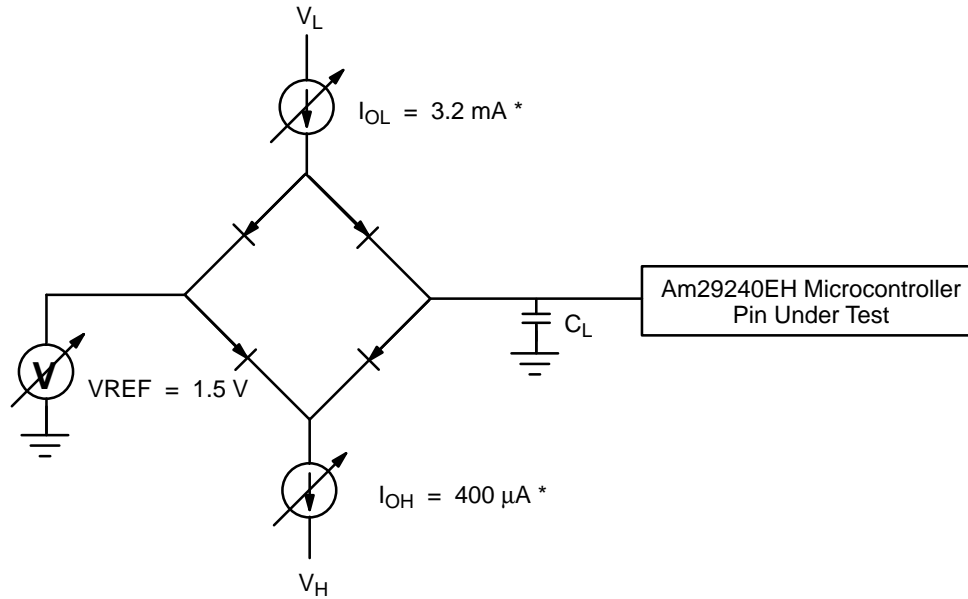 V_L
I_OL = 3.2 mA *
Am29240EH Microcontroller
Pin Under Test
C_L
V
VREF = 1.5 V
I_OH = 400 μA *
V_H